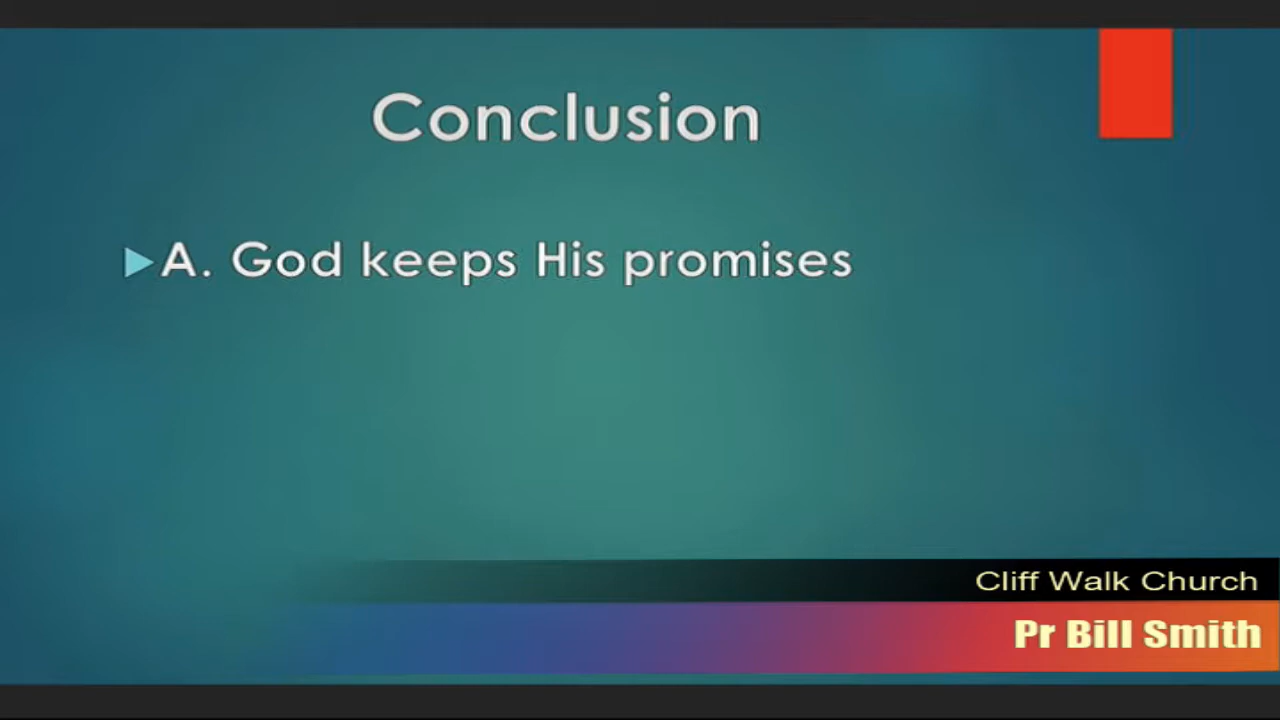 Conclusion
A. God keeps His promises
Cliff Walk Church
Pr Bill Smith